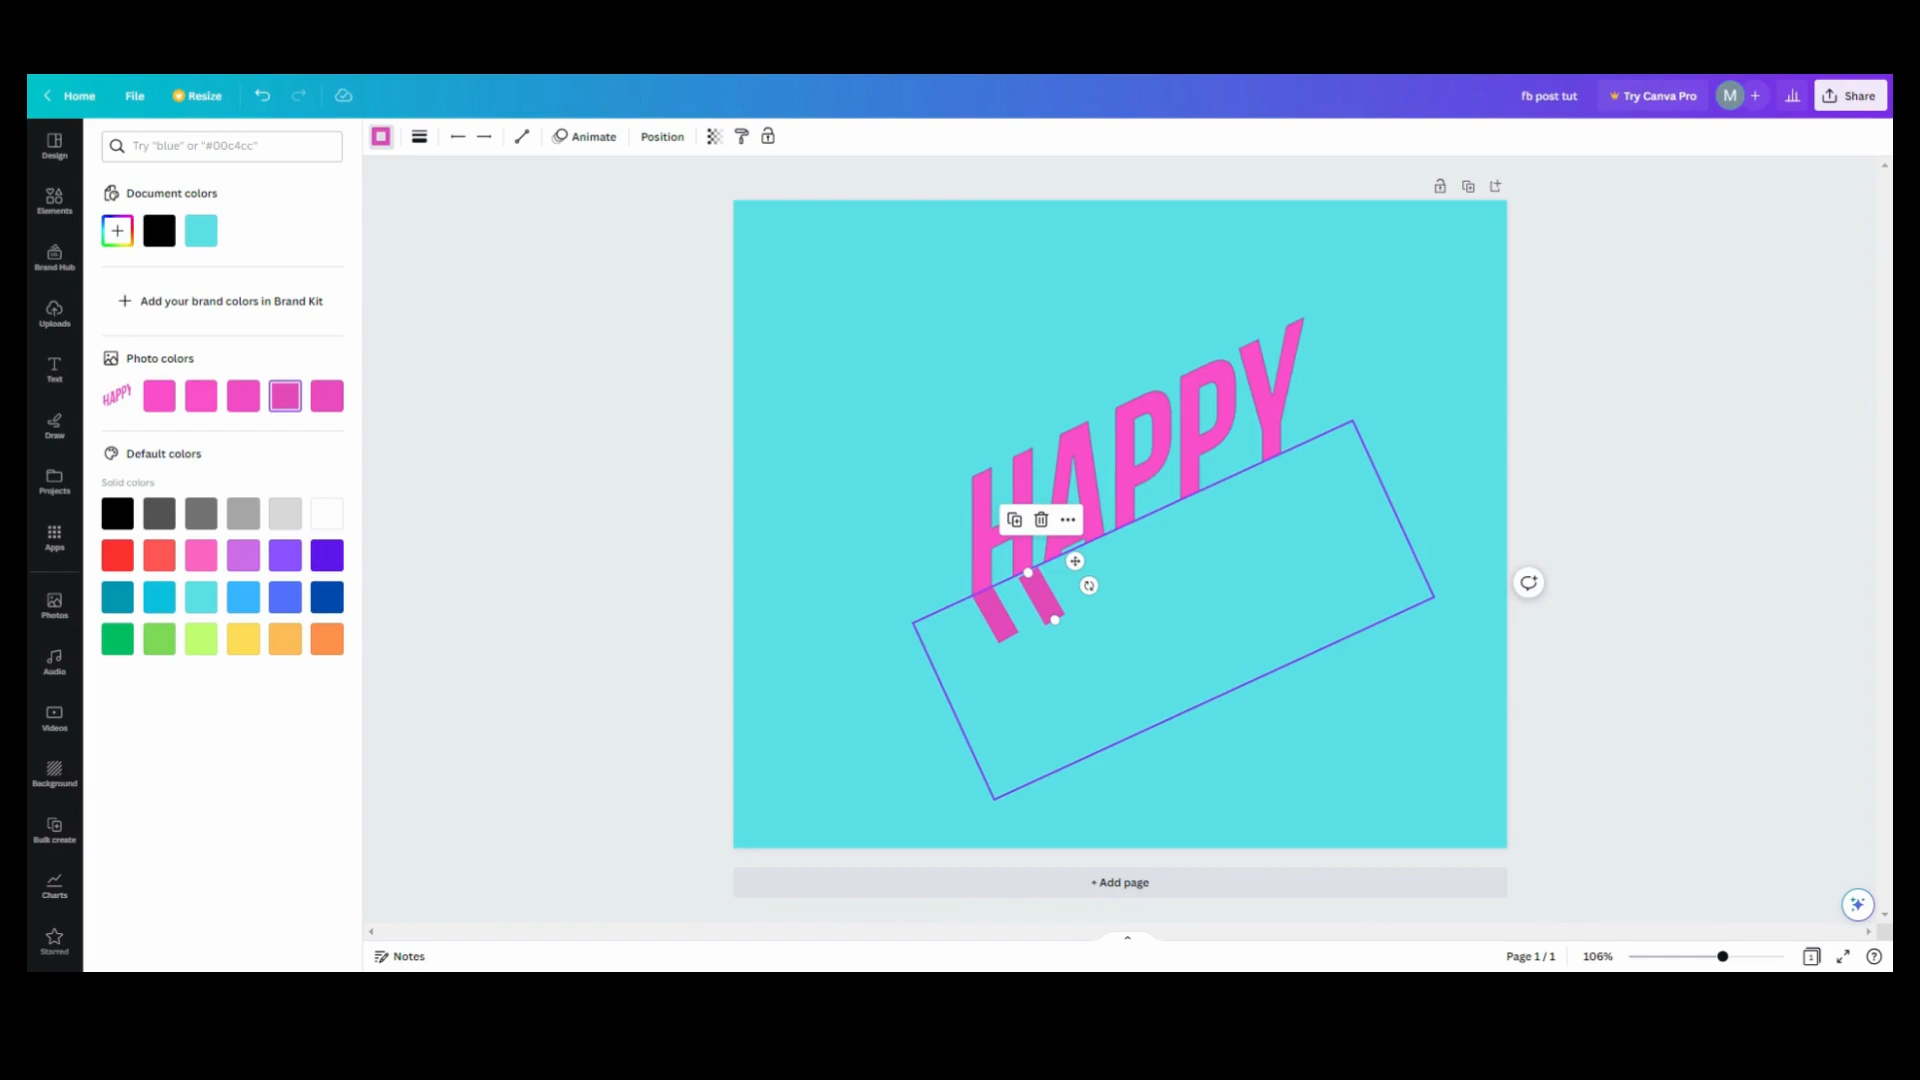 Home File Resize fb post tut Try Canva Pro M + Share
Try "blue" or "#00c4cc" Animate Position
Design
Elements
Brand Hub
Uploads
Text
Draw
Projects
Apps
Photos
Audio
Videos
Background
Bulk create
Charts
Starred
Document colors
+ Add your brand colors in Brand Kit
Photo colors
HAPPY
Default colors
Solid colors
HAPPY
+ Add page
Notes Page 1 / 1 106% 1 ?